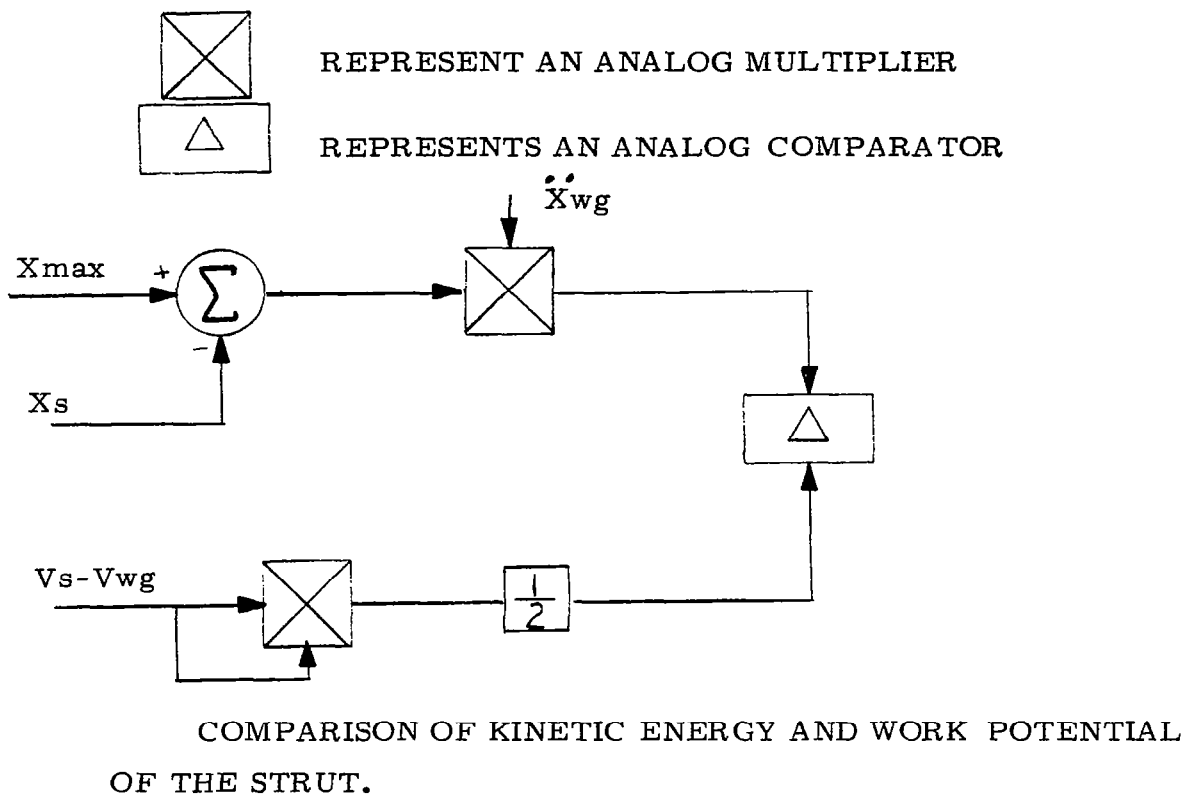 REPRESENT AN ANALOG MULTIPLIER
△
REPRESENTS AN ANALOG COMPARATOR
Ẍwg
Xmax
+
Σ
-
Xs
△
Vs-Vwg
1/2
COMPARISON OF KINETIC ENERGY AND WORK POTENTIAL
OF THE STRUT.